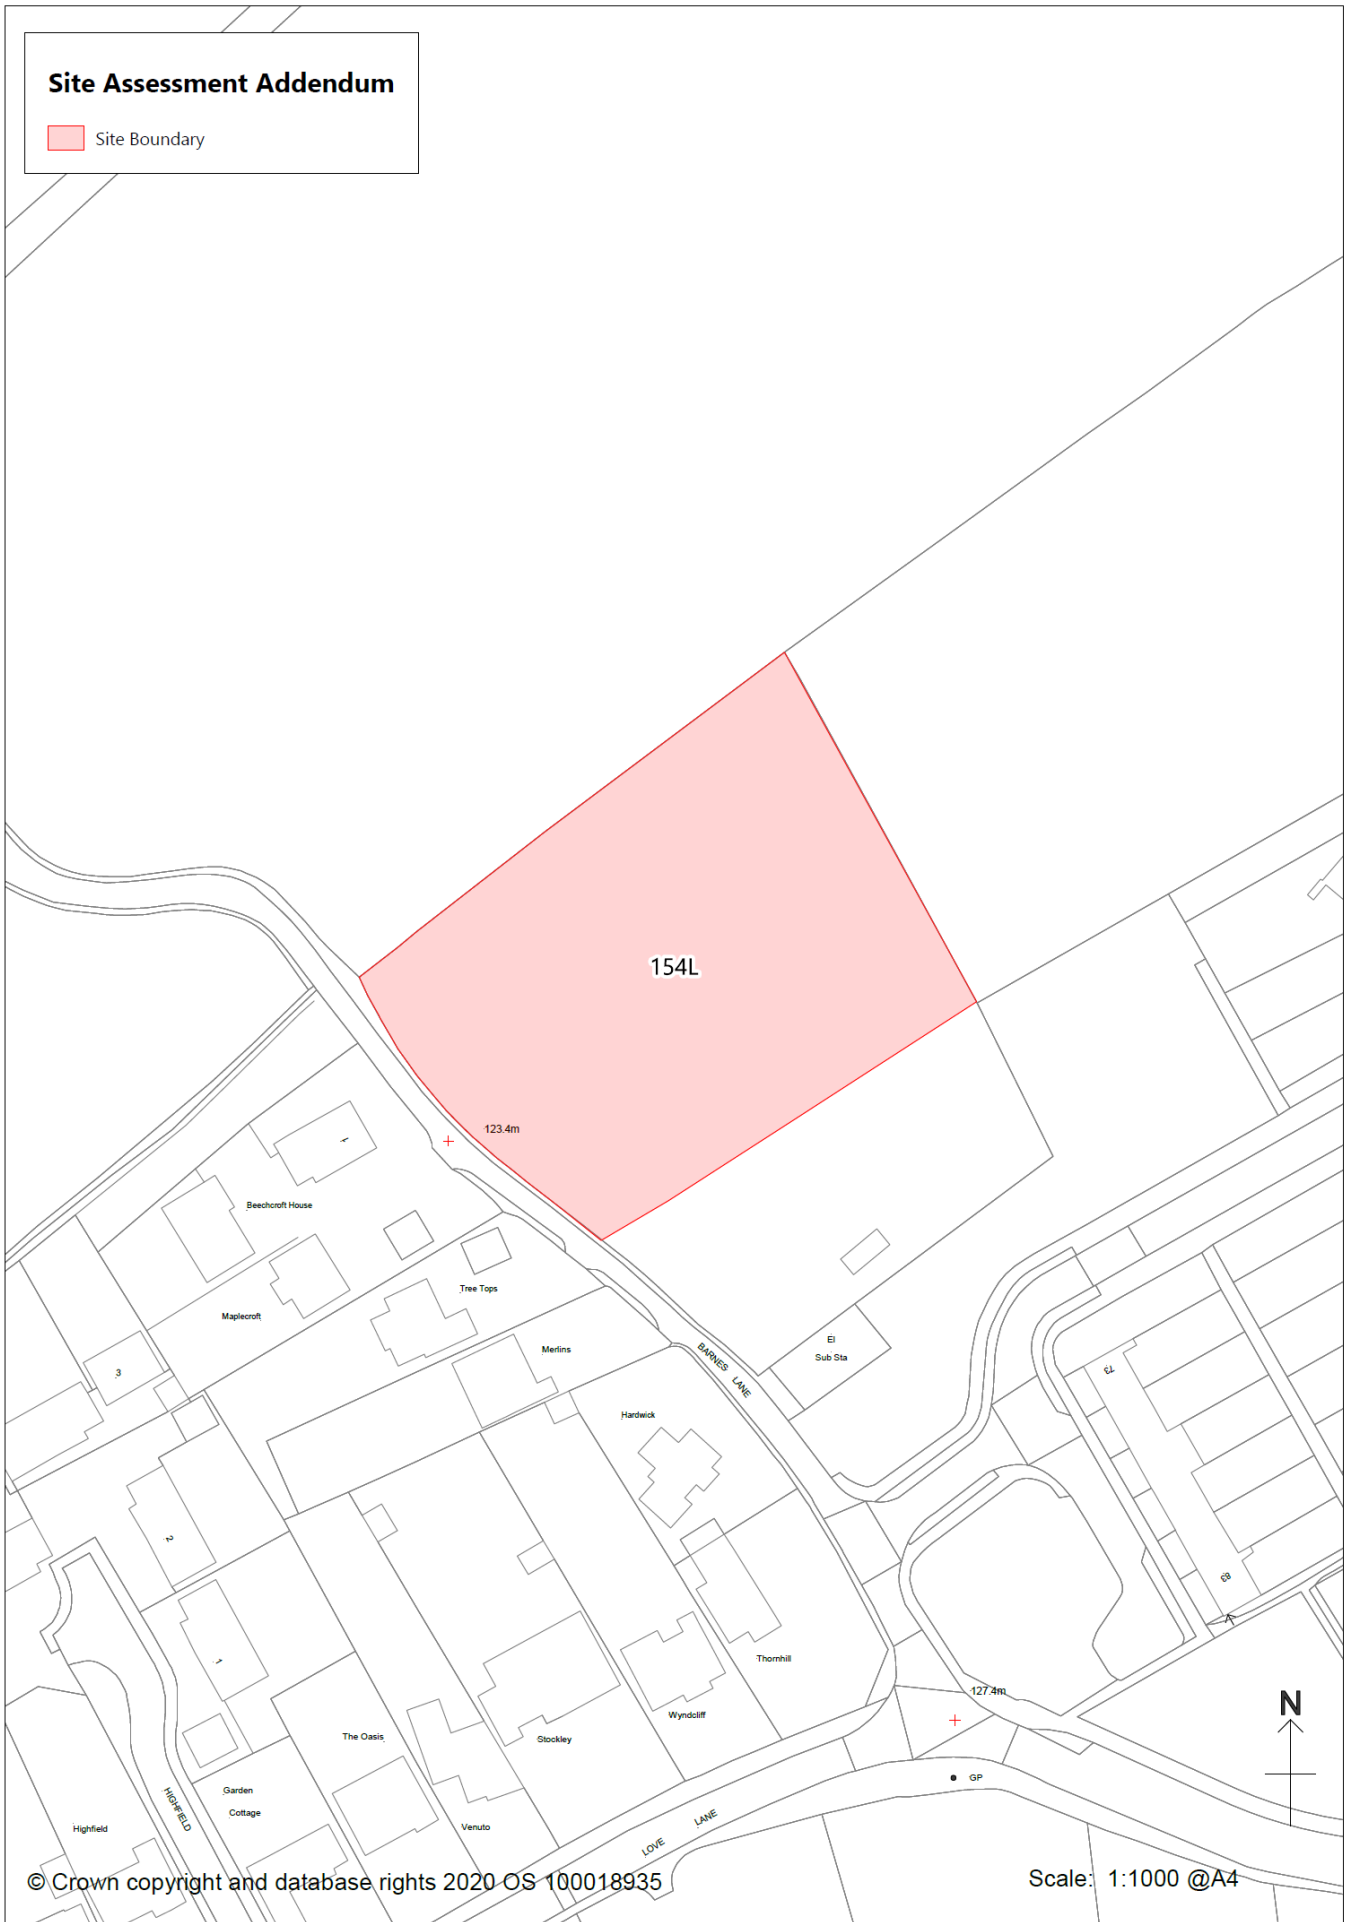 Site Assessment Addendum
Site Boundary
154L
123.4m
1
Beechcroft House
Tree Tops
Maplecroft
Merlins
El
Sub Sta
BARNES LANE
3
73
Hardwick
2
83
1
Thornhill
127.4m
Wyndcliff
The Oasis
Stockley
GP
Garden
Cottage
HIGHFIELD
Highfield
Venuto
LOVE LANE
© Crown copyright and database rights 2020 OS 100018935
Scale: 1:1000 @A4
N